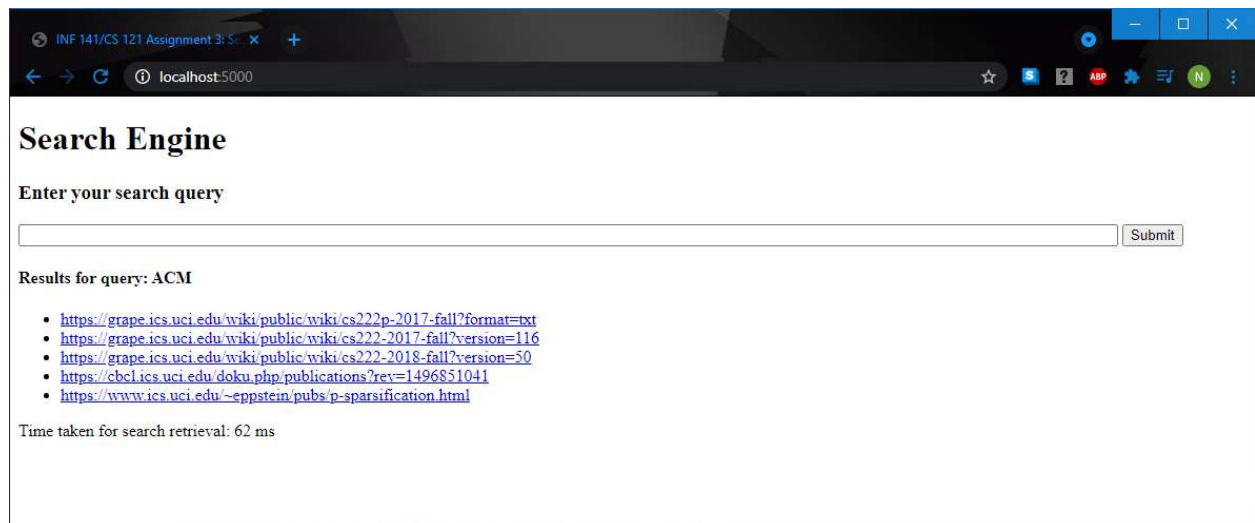 INF 141/CS 121 Assignment 3: Se
localhost:5000
S ? ABP N
Search Engine
Enter your search query
Submit
Results for query: ACM
https://grape.ics.uci.edu/wiki/public/wiki/cs222p-2017-fall?format=txt
https://grape.ics.uci.edu/wiki/public/wiki/cs222-2017-fall?version=116
https://grape.ics.uci.edu/wiki/public/wiki/cs222-2018-fall?version=50
https://cbcl.ics.uci.edu/doku.php/publications?rev=1496851041
https://www.ics.uci.edu/~eppstein/pubs/p-sparsification.html
Time taken for search retrieval: 62 ms